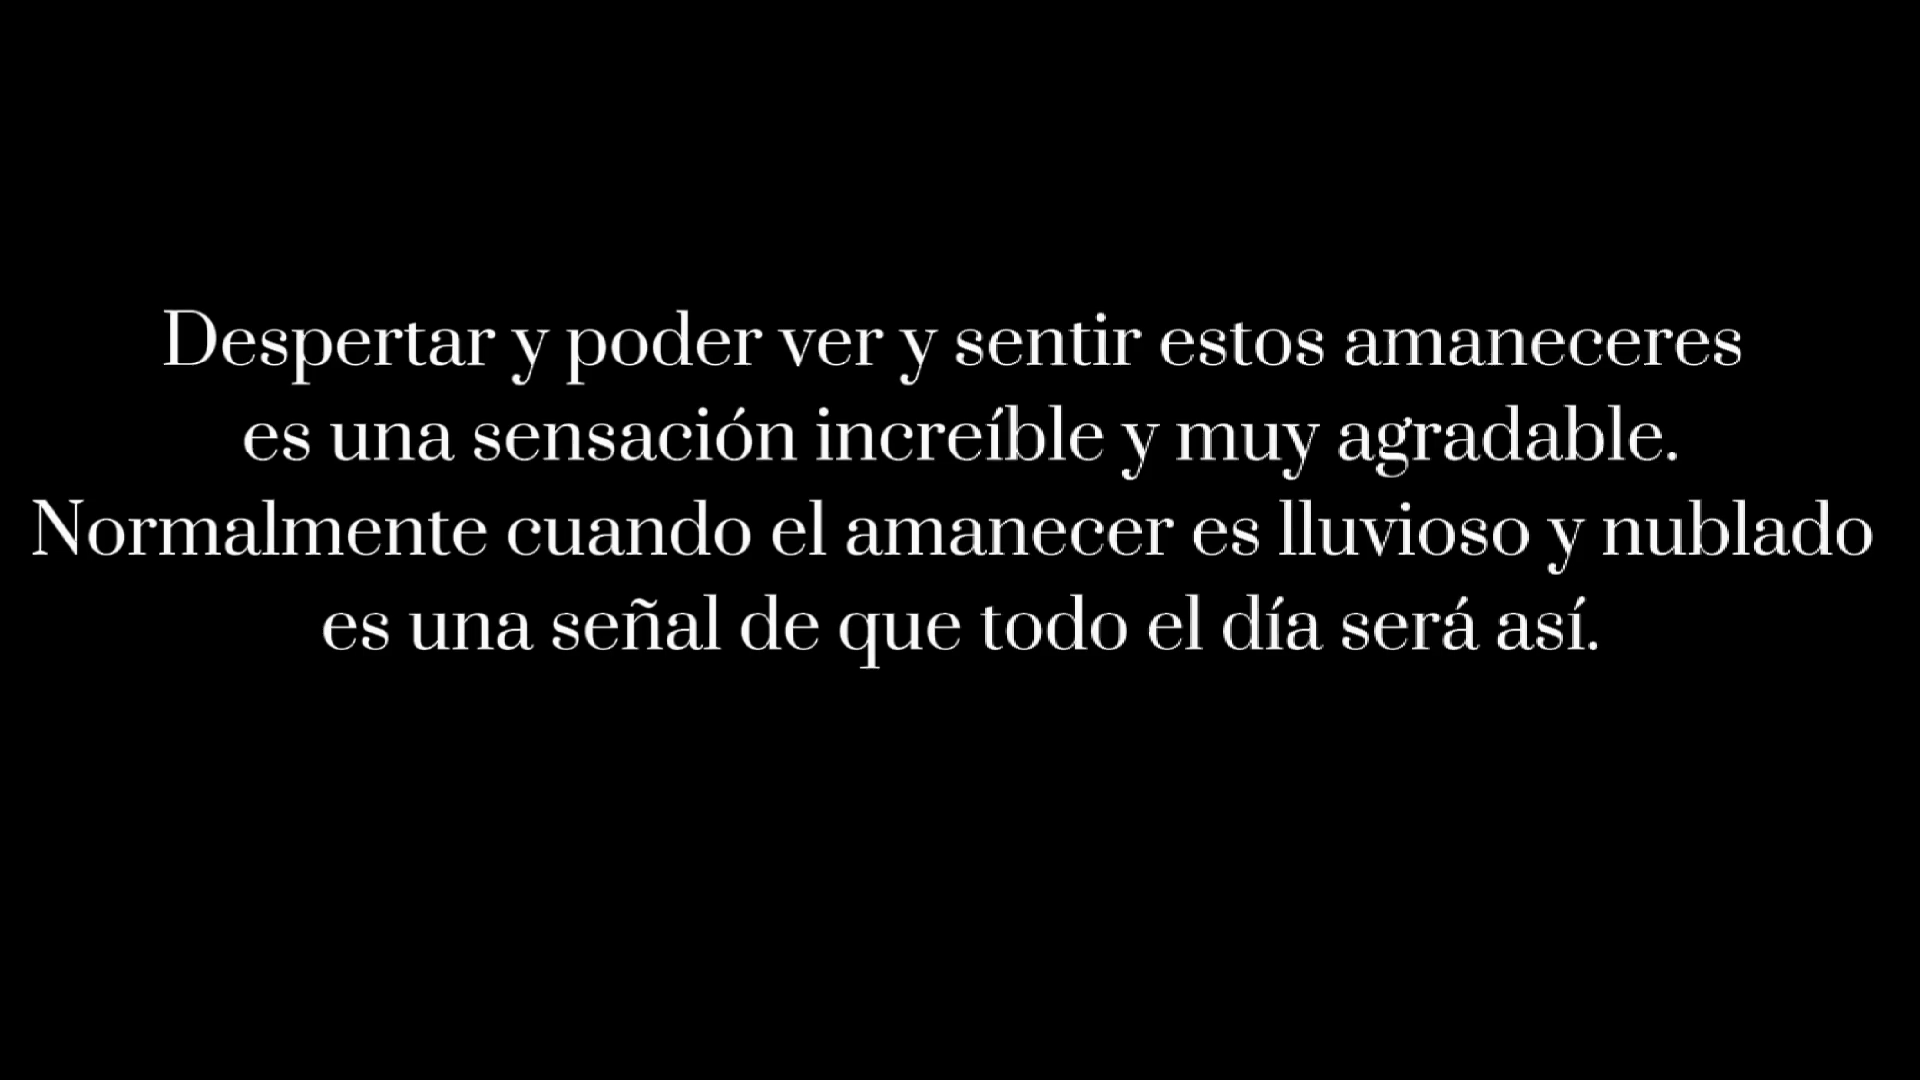 Despertar y poder ver y sentir estos amaneceres
es una sensación increíble y muy agradable.
Normalmente cuando el amanecer es lluvioso y nublado
es una señal de que todo el día será así.